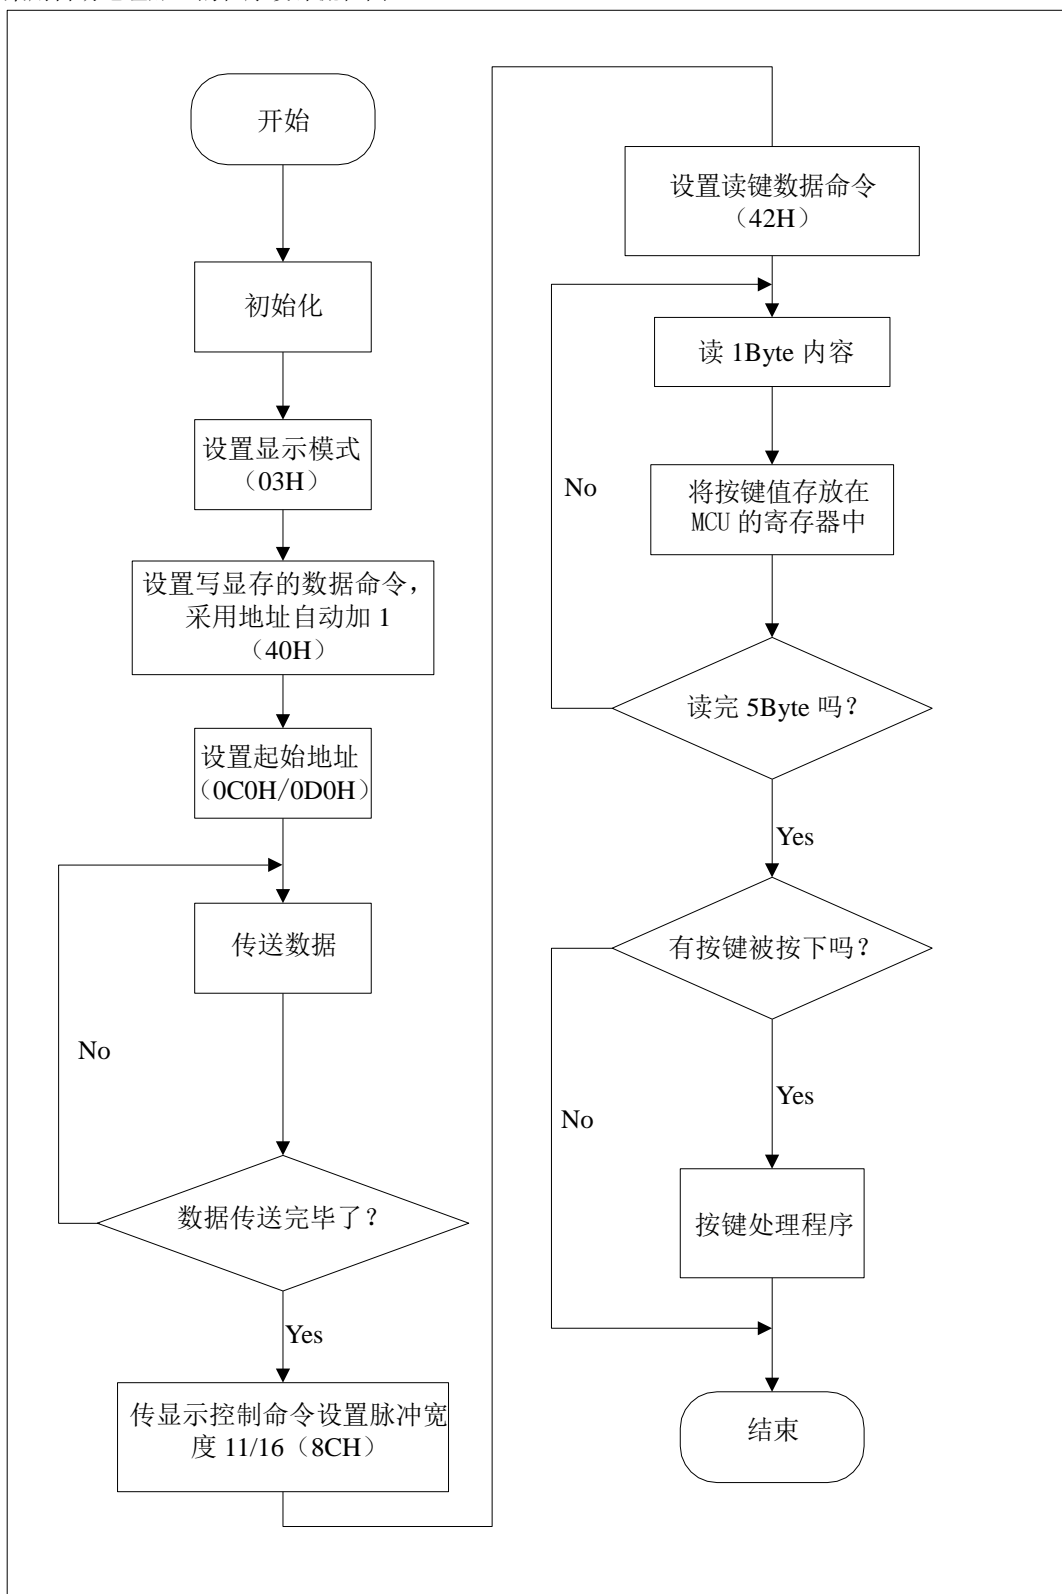 开始
初始化
设置显示模式
（03H）
设置写显存的数据命令，
采用地址自动加 1
（40H）
设置起始地址
（0C0H/0D0H）
传送数据
No
数据传送完毕了？
Yes
传显示控制命令设置脉冲宽
度 11/16（8CH）
设置读键数据命令
（42H）
读 1Byte 内容
No
将按键值存放在
MCU 的寄存器中
读完 5Byte 吗？
Yes
有按键被按下吗？
No
Yes
按键处理程序
结束